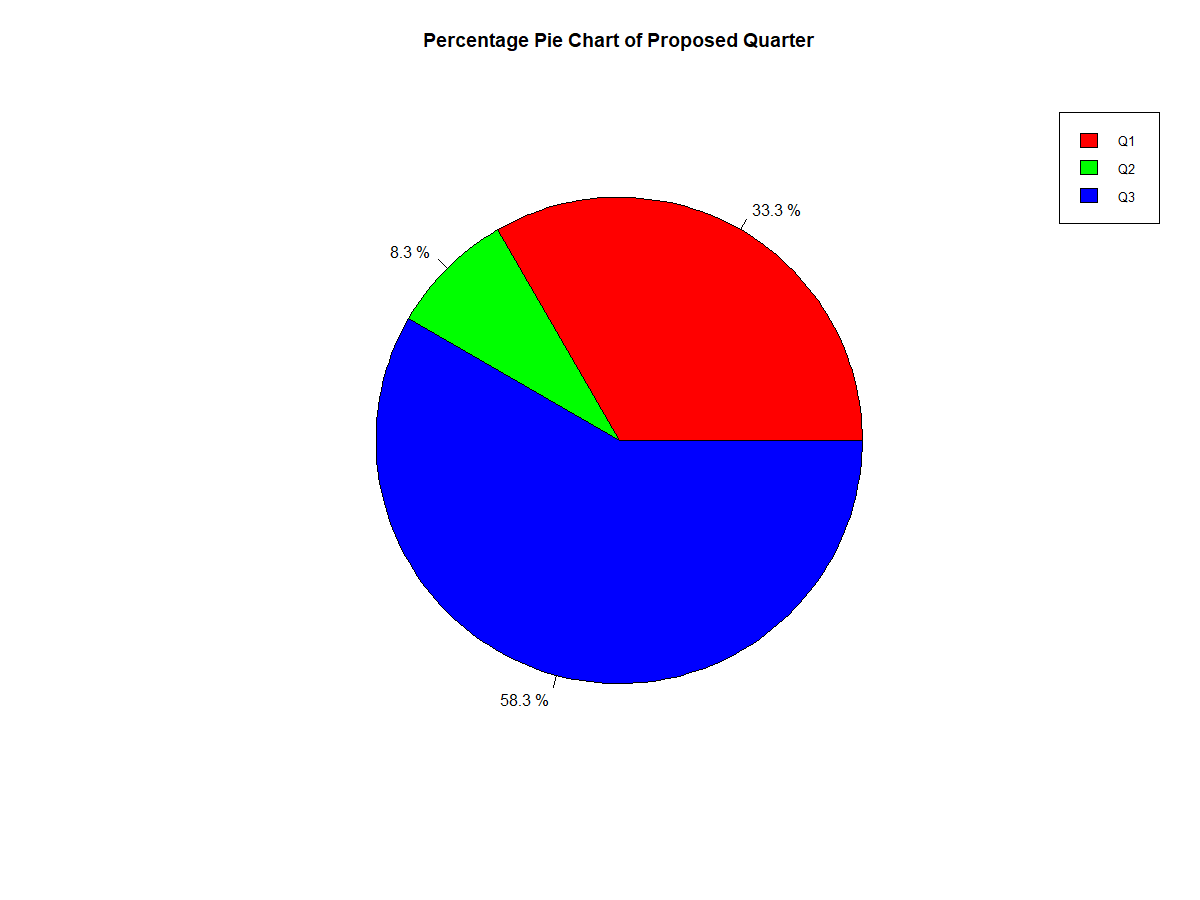 Percentage Pie Chart of Proposed Quarter
Q1
Q2
Q3
33.3 %
8.3 %
58.3 %